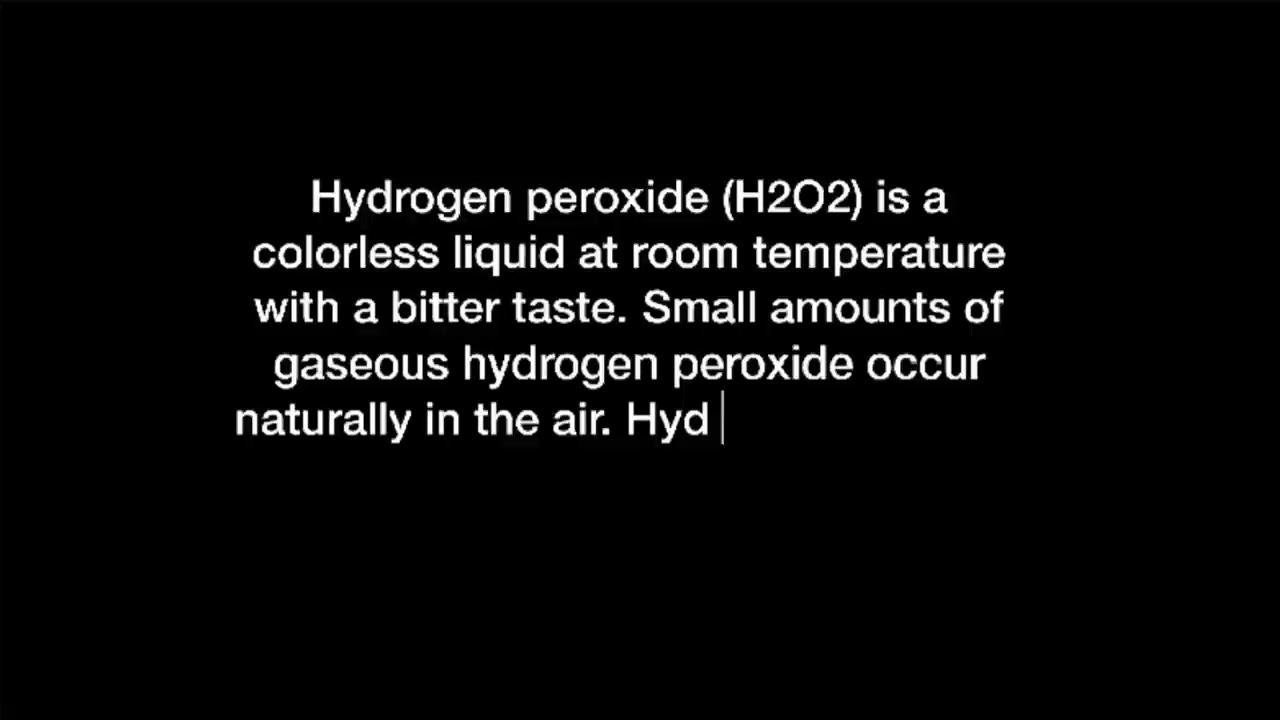 Hydrogen peroxide (H2O2) is a
colorless liquid at room temperature
with a bitter taste. Small amounts of
gaseous hydrogen peroxide occur
naturally in the air. Hyd